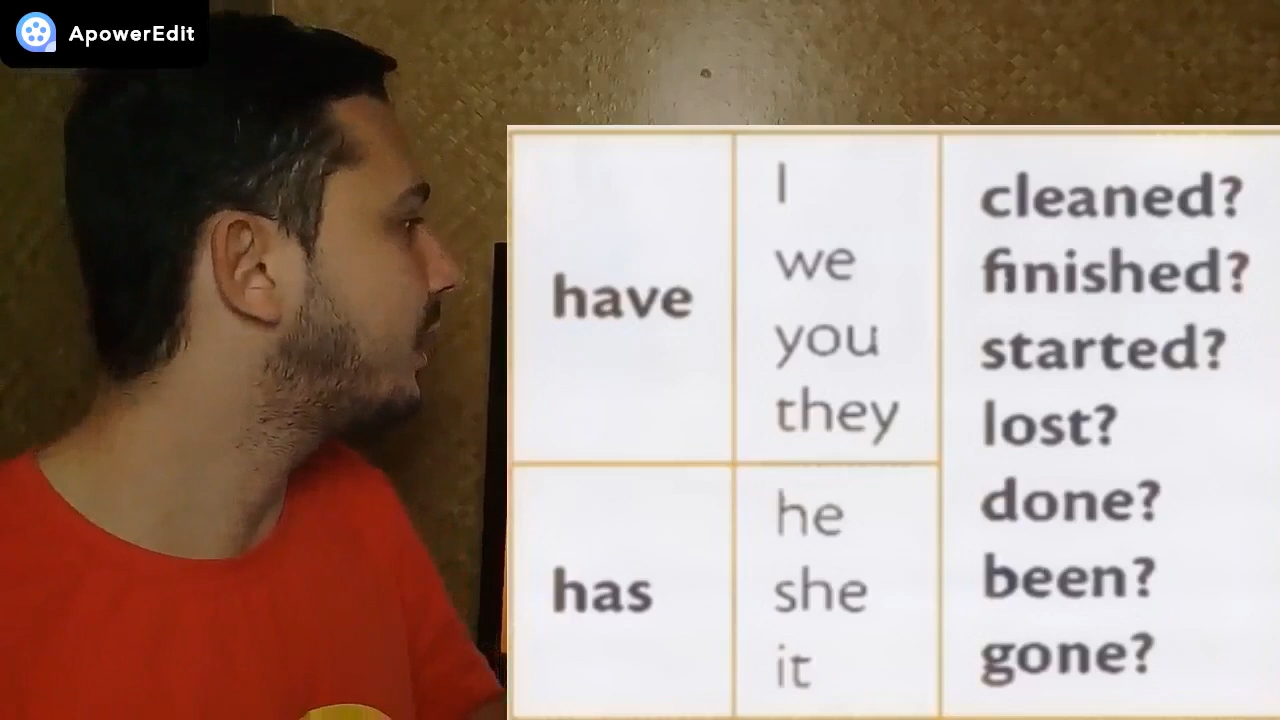 ApowerEdit
have
I
we
you
they
has
he
she
it
cleaned?
finished?
started?
lost?
done?
been?
gone?